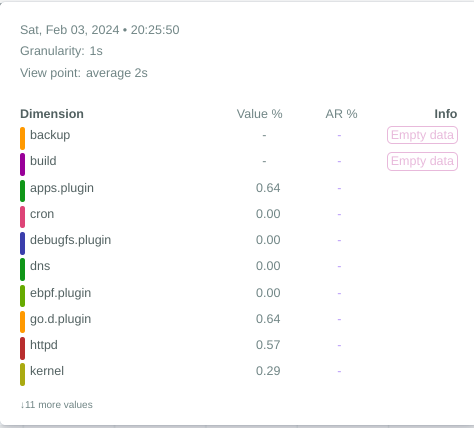 Sat, Feb 03, 2024 • 20:25:50
Granularity: 1s
View point: average 2s
Dimension Value % AR % Info
backup - - Empty data
build - - Empty data
apps.plugin 0.64 -
cron 0.00 -
debugfs.plugin 0.00 -
dns 0.00 -
ebpf.plugin 0.00 -
go.d.plugin 0.64 -
httpd 0.57 -
kernel 0.29 -
↓11 more values